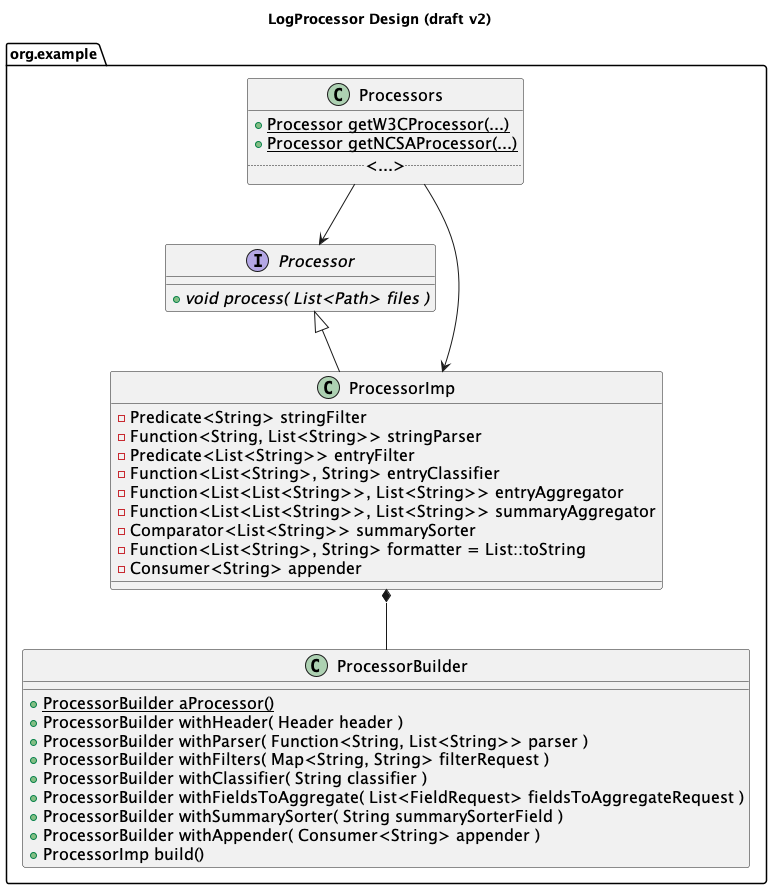 LogProcessor Design (draft v2)
org.example
C Processors
Processor getW3CProcessor(...)
Processor getNCSAProcessor(...)
<...>
I Processor
void process( List<Path> files )
C ProcessorImp
Predicate<String> stringFilter
Function<String, List<String>> stringParser
Predicate<List<String>> entryFilter
Function<List<String>, String> entryClassifier
Function<List<List<String>>, List<String>> entryAggregator
Function<List<List<String>>, List<String>> summaryAggregator
Comparator<List<String>> summarySorter
Function<List<String>, String> formatter = List::toString
Consumer<String> appender
C ProcessorBuilder
ProcessorBuilder aProcessor()
ProcessorBuilder withHeader( Header header )
ProcessorBuilder withParser( Function<String, List<String>> parser )
ProcessorBuilder withFilters( Map<String, String> filterRequest )
ProcessorBuilder withClassifier( String classifier )
ProcessorBuilder withFieldsToAggregate( List<FieldRequest> fieldsToAggregateRequest )
ProcessorBuilder withSummarySorter( String summarySorterField )
ProcessorBuilder withAppender( Consumer<String> appender )
ProcessorImp build()